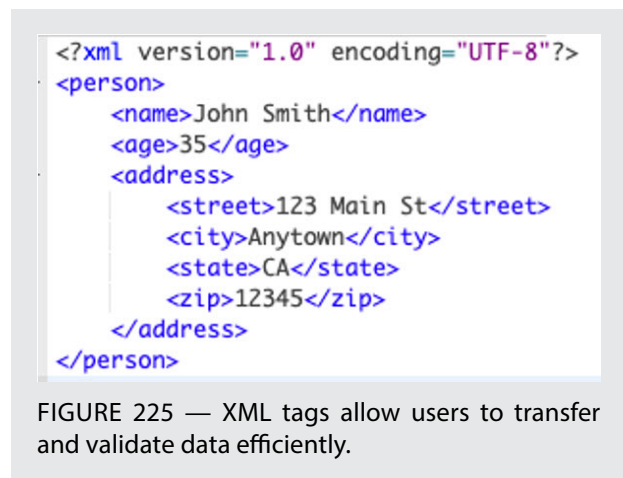 <?xml version="1.0" encoding="UTF-8"?>
<person>
    <name>John Smith</name>
    <age>35</age>
    <address>
        <street>123 Main St</street>
        <city>Anytown</city>
        <state>CA</state>
        <zip>12345</zip>
    </address>
</person>
FIGURE 225 — XML tags allow users to transfer
and validate data efficiently.